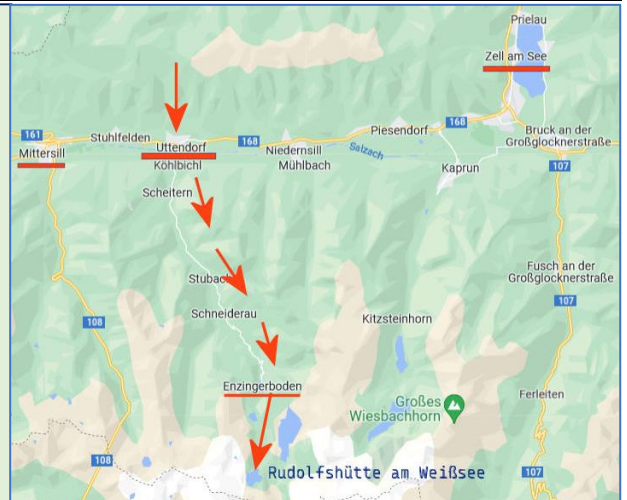 Prielau
Zell am See
161
Stuhlfelden
Uttendorf
168
Piesendorf
168
Mittersill
Köhlbichl
Niedernsill
Mühlbach
Salzach
Bruck an der
Großglocknerstraße
107
Scheitern
Kaprun
Stubach
Fusch an der
Großglocknerstraße
107
Schneiderau
108
Kitzsteinhorn
Enzingerboden
Großes
Wiesbachhorn
Ferleiten
108
107
Rudolfshütte am Weißsee